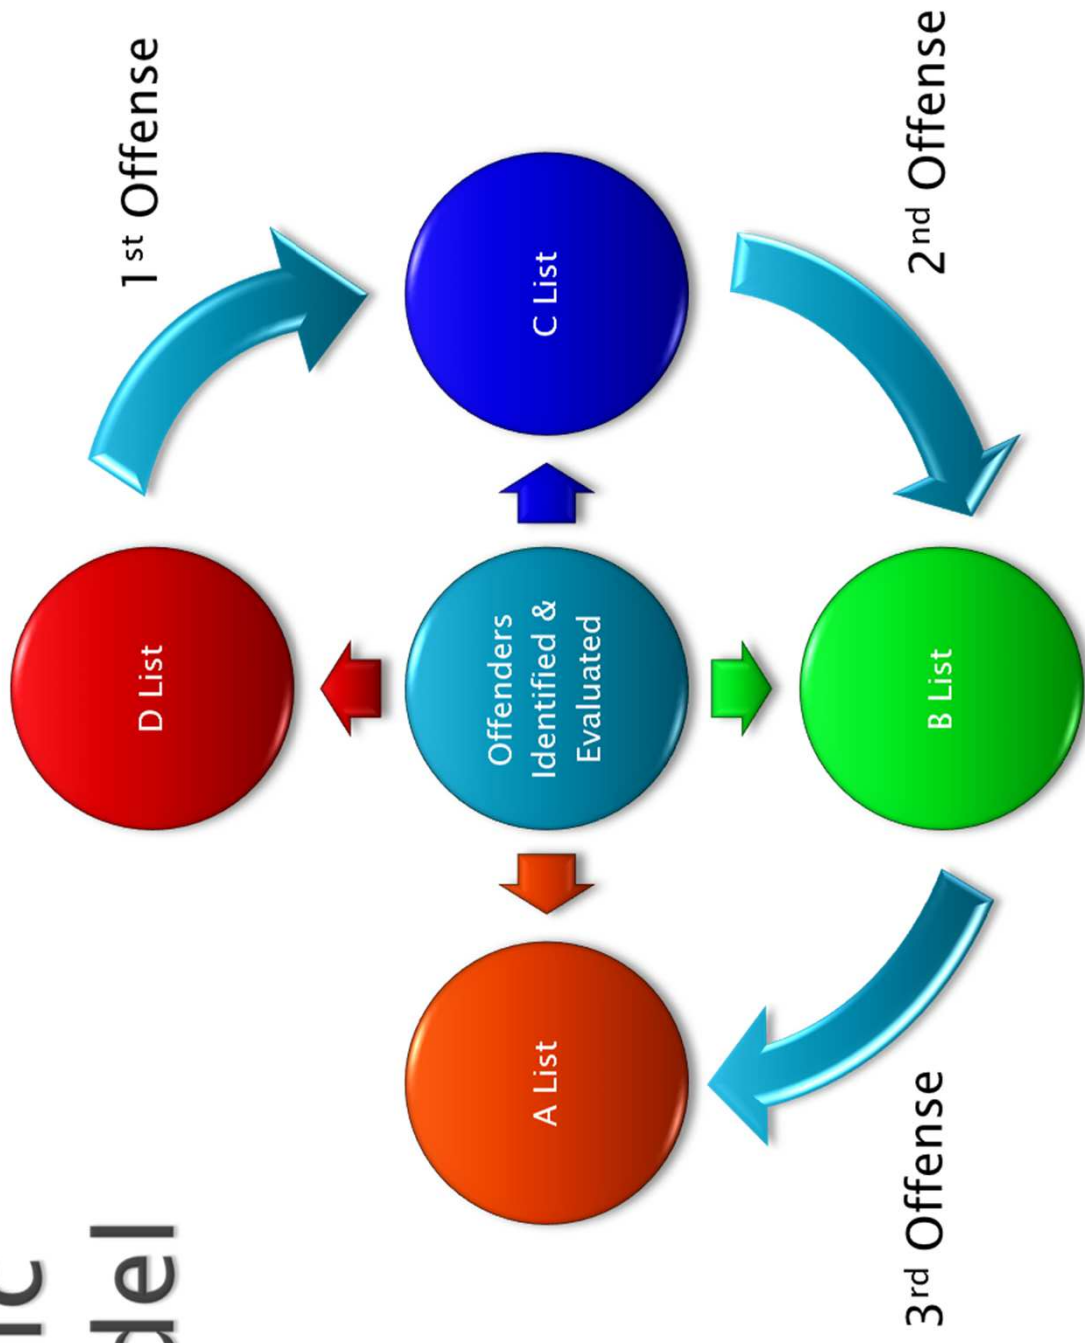 D List
1st Offense
A List
Offenders
Identified &
Evaluated
C List
3rd Offense
B List
2nd Offense